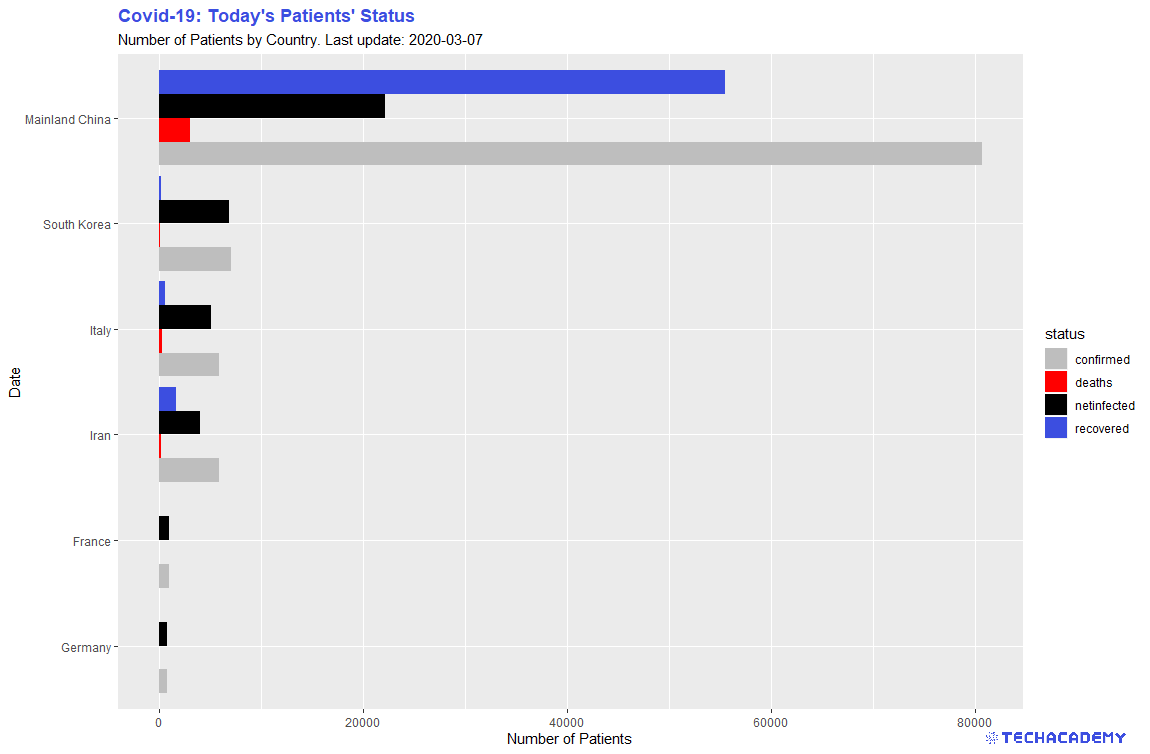 Covid-19: Today's Patients' Status
Number of Patients by Country. Last update: 2020-03-07
Mainland China
South Korea
Italy
Iran
France
Germany
Date
0 20000 40000 60000 80000
Number of Patients
status
confirmed
deaths
netinfected
recovered
TECHACADEMY